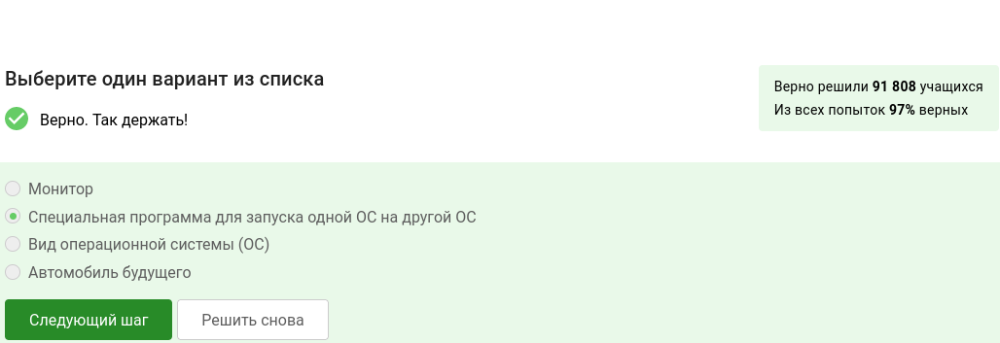 Выберите один вариант из списка
Верно решили 91 808 учащихся
Из всех попыток 97% верных
Верно. Так держать!
Монитор
Специальная программа для запуска одной ОС на другой ОС
Вид операционной системы (ОС)
Автомобиль будущего
Следующий шаг
Решить снова